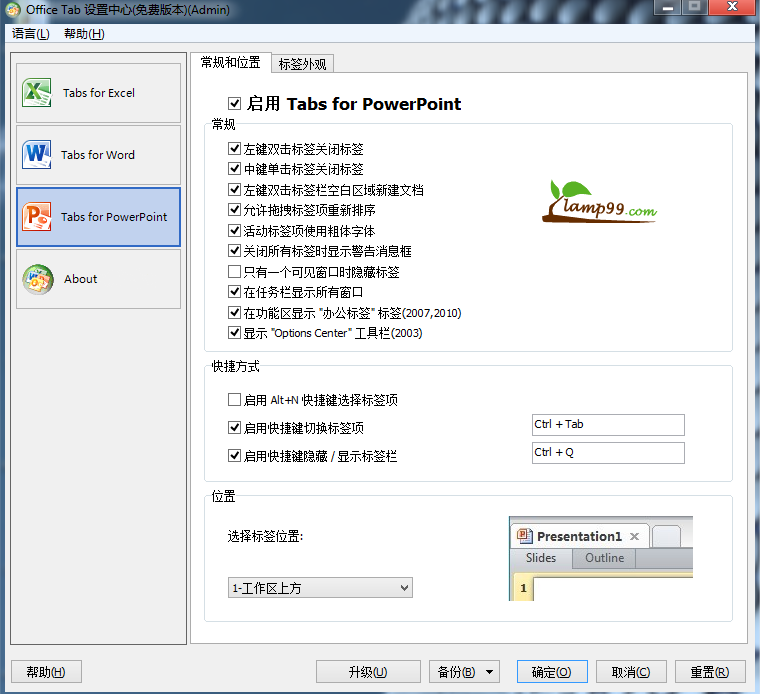 Office Tab 设置中心(免费版本)(Admin)
语言(L) 帮助(H)
Tabs for Excel
Tabs for Word
Tabs for PowerPoint
About
常规和位置 标签外观
启用 Tabs for PowerPoint
常规
左键双击标签关闭标签
中键单击标签关闭标签
左键双击标签栏空白区域新建文档
允许拖拽标签项重新排序
活动标签项使用粗体字体
关闭所有标签时显示警告消息框
只有一个可见窗口时隐藏标签
在任务栏显示所有窗口
在功能区显示 "办公标签" 标签(2007,2010)
显示 "Options Center" 工具栏(2003)
lamp99.com
快捷方式
启用 Alt+N 快捷键选择标签项
启用快捷键切换标签项 Ctrl + Tab
启用快捷键隐藏 / 显示标签栏 Ctrl + Q
位置
选择标签位置:
1-工作区上方
Presentation1
Slides Outline
1
帮助(H) 升级(U) 备份(B) 确定(O) 取消(C) 重置(R)